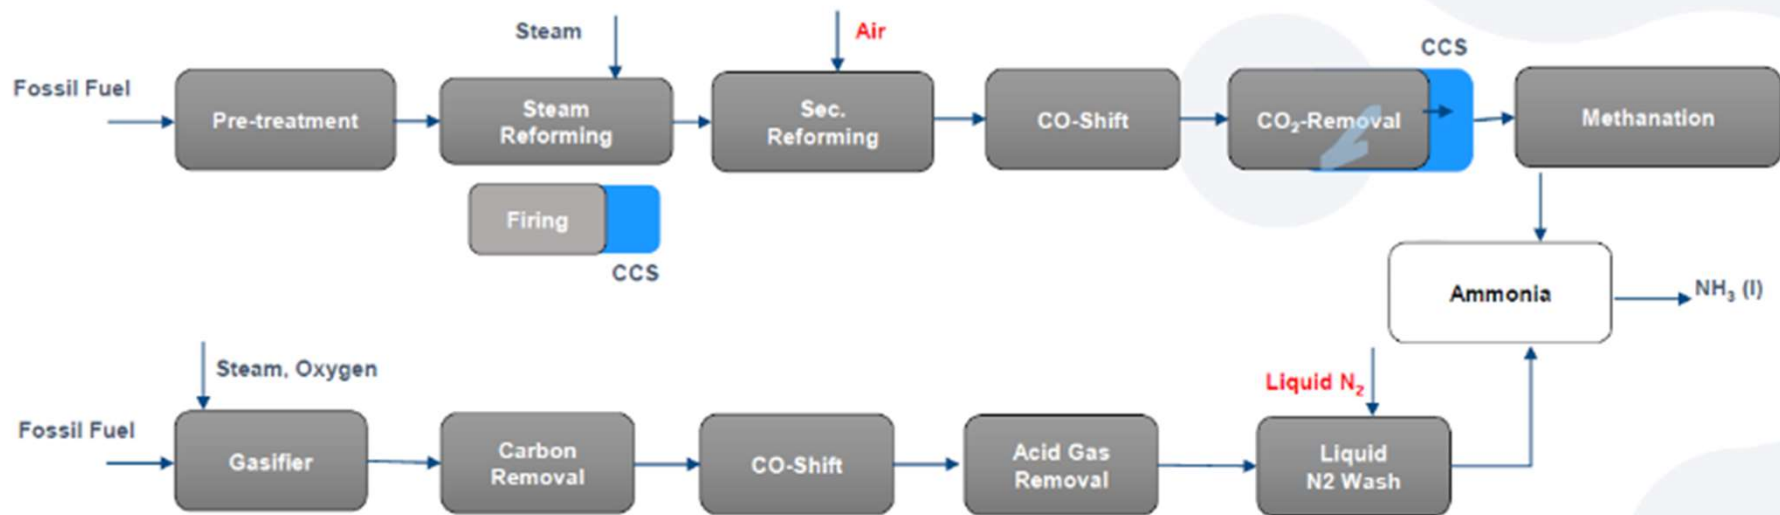 Steam
Air
CCS
Fossil Fuel
Pre-treatment
Steam
Reforming
Sec.
Reforming
CO-Shift
CO₂-Removal
Methanation
Firing
CCS
Ammonia
NH₃ (l)
Steam, Oxygen
Liquid N₂
Fossil Fuel
Gasifier
Carbon
Removal
CO-Shift
Acid Gas
Removal
Liquid
N2 Wash